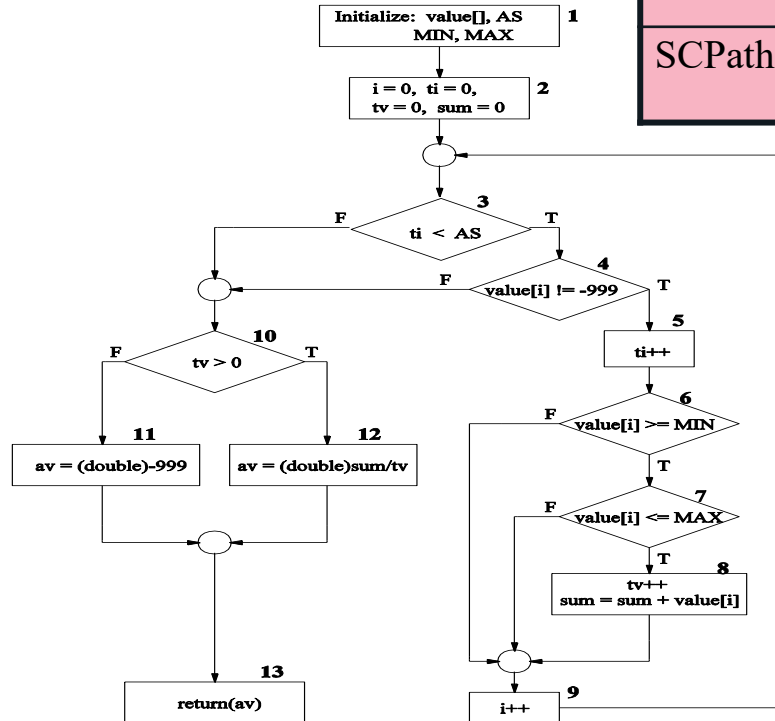 Initialize: value[], AS
MIN, MAX
1
SCPath
i = 0, ti = 0,
tv = 0, sum = 0
2
3
F
T
ti < AS
4
F
T
value[i] != -999
5
ti++
10
F
T
tv > 0
6
F
value[i] >= MIN
T
11
av = (double)-999
12
av = (double)sum/tv
7
F
value[i] <= MAX
T
8
tv++
sum = sum + value[i]
13
return(av)
9
i++